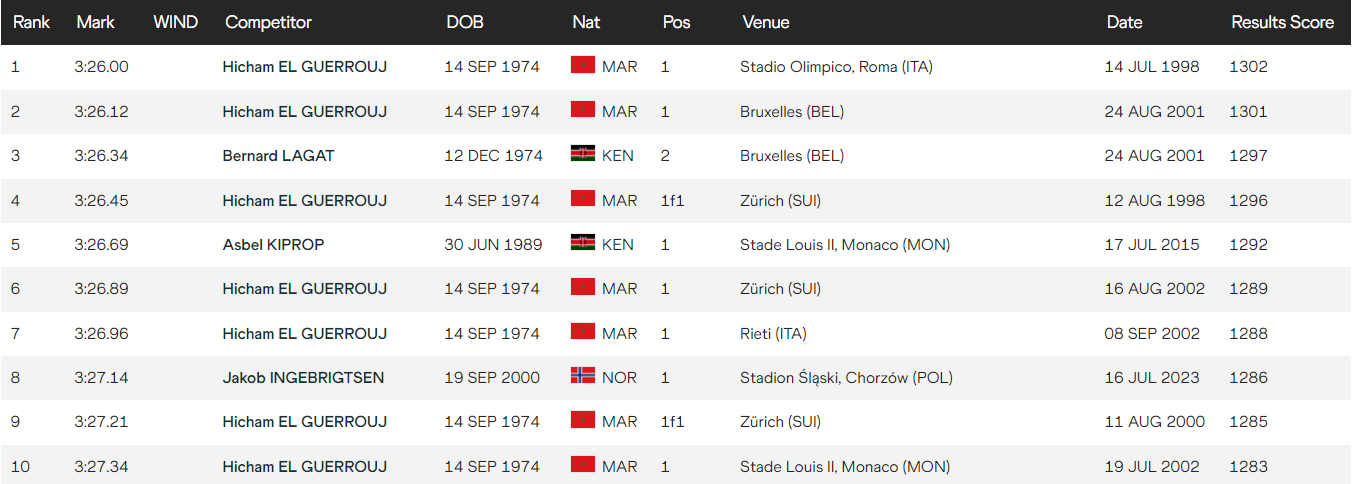 Rank Mark WIND Competitor DOB Nat Pos Venue Date Results Score
1 3:26.00 Hicham EL GUERROUJ 14 SEP 1974 MAR 1 Stadio Olimpico, Roma (ITA) 14 JUL 1998 1302
2 3:26.12 Hicham EL GUERROUJ 14 SEP 1974 MAR 1 Bruxelles (BEL) 24 AUG 2001 1301
3 3:26.34 Bernard LAGAT 12 DEC 1974 KEN 2 Bruxelles (BEL) 24 AUG 2001 1297
4 3:26.45 Hicham EL GUERROUJ 14 SEP 1974 MAR 1f1 Zürich (SUI) 12 AUG 1998 1296
5 3:26.69 Asbel KIPROP 30 JUN 1989 KEN 1 Stade Louis II, Monaco (MON) 17 JUL 2015 1292
6 3:26.89 Hicham EL GUERROUJ 14 SEP 1974 MAR 1 Zürich (SUI) 16 AUG 2002 1289
7 3:26.96 Hicham EL GUERROUJ 14 SEP 1974 MAR 1 Rieti (ITA) 08 SEP 2002 1288
8 3:27.14 Jakob INGEBRIGTSEN 19 SEP 2000 NOR 1 Stadion Śląski, Chorzów (POL) 16 JUL 2023 1286
9 3:27.21 Hicham EL GUERROUJ 14 SEP 1974 MAR 1f1 Zürich (SUI) 11 AUG 2000 1285
10 3:27.34 Hicham EL GUERROUJ 14 SEP 1974 MAR 1 Stade Louis II, Monaco (MON) 19 JUL 2002 1283